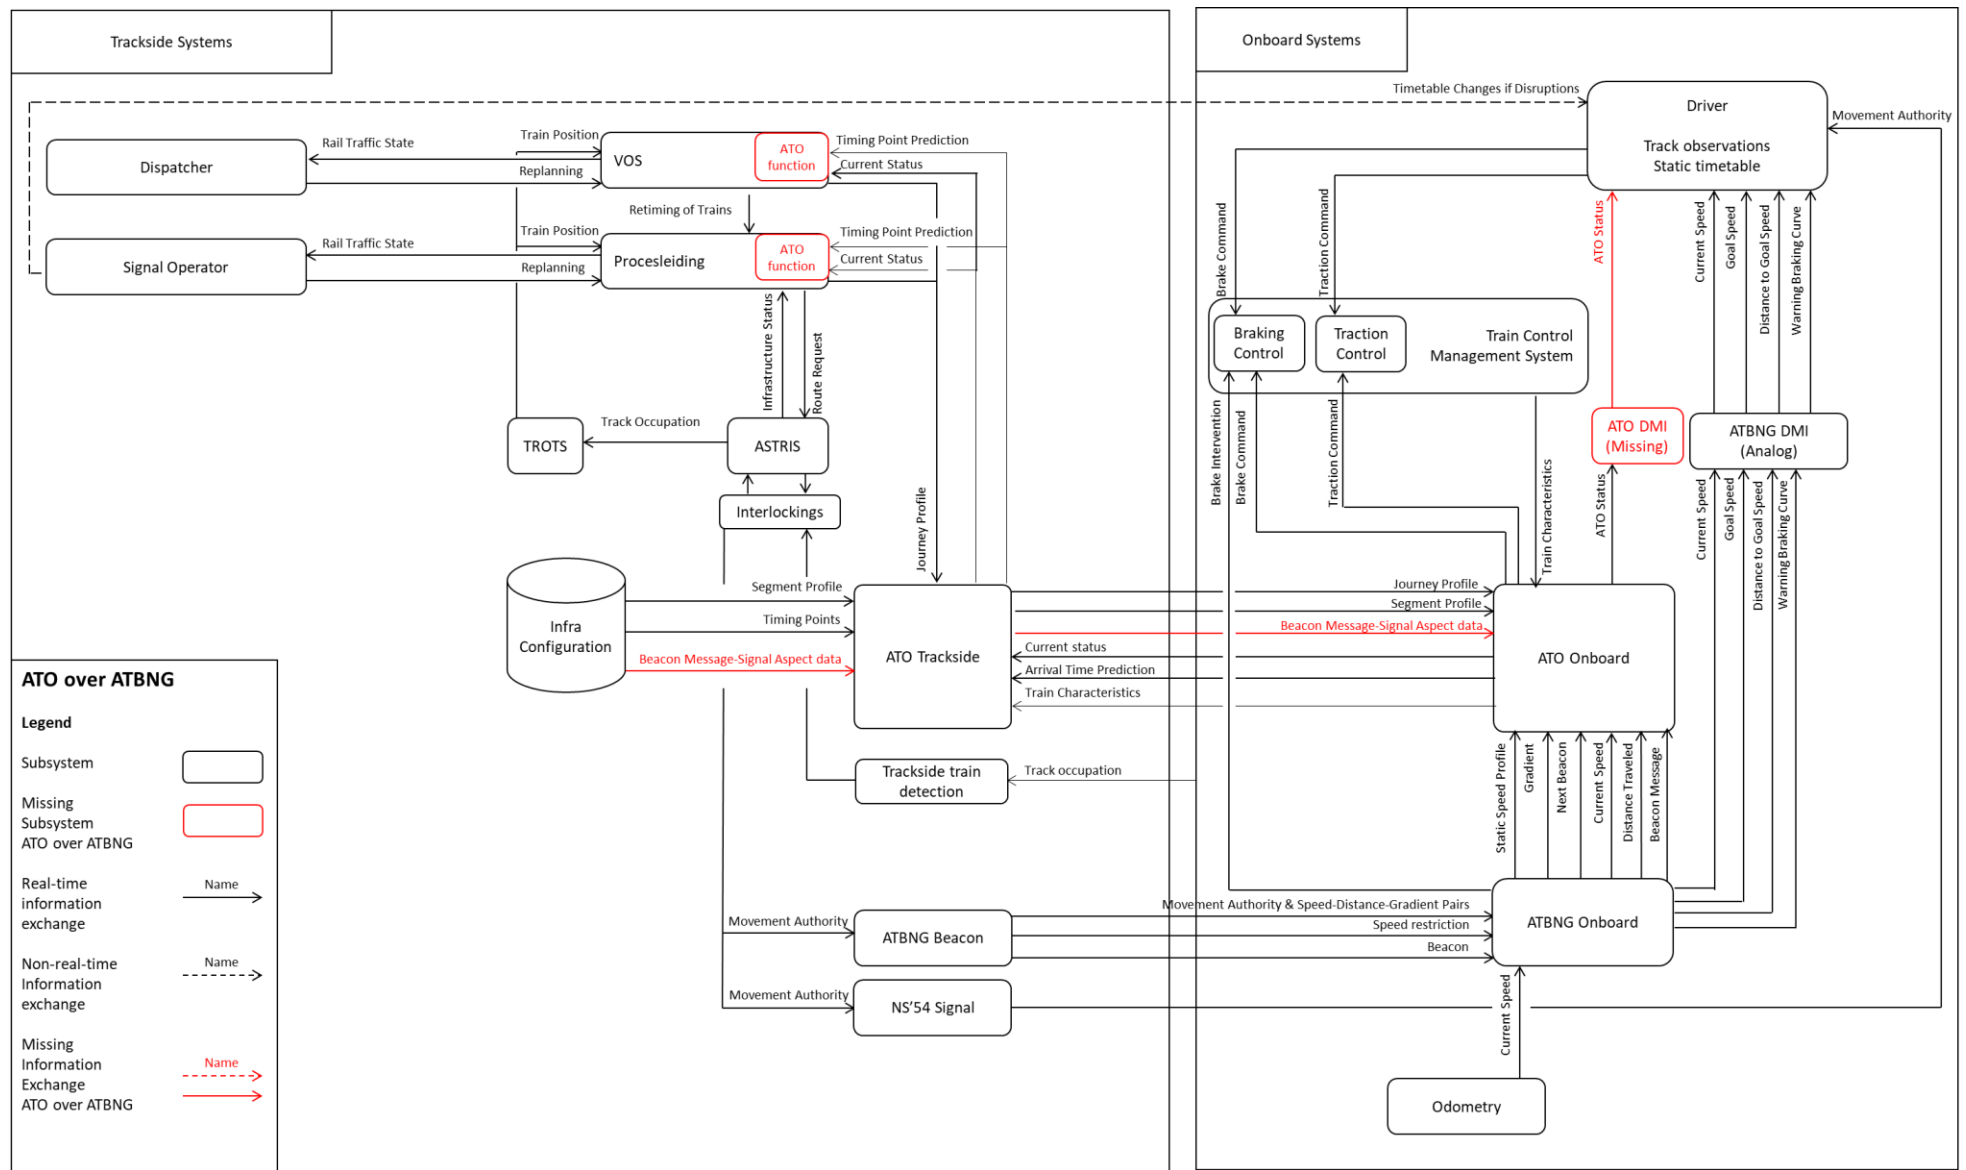 Trackside Systems
Onboard Systems
Timetable Changes if Disruptions
Driver
Track observations
Static timetable
Movement Authority
Dispatcher
Rail Traffic State
Train Position
Replanning
VOS
ATO
function
Timing Point Prediction
Current Status
Retiming of Trains
Signal Operator
Rail Traffic State
Train Position
Replanning
Procesleiding
ATO
function
Timing Point Prediction
Current Status
Brake Command
Traction Command
ATO Status
Current Speed
Goal Speed
Distance to Goal Speed
Warning Braking Curve
Infrastructure Status
Route Request
Braking
Control
Traction
Control
Train Control
Management System
TROTS
Track Occupation
ASTRIS
Interlockings
Journey Profile
Brake Intervention
Brake Command
Traction Command
Train Characteristics
ATO DMI
(Missing)
ATBNG DMI
(Analog)
ATO Status
Current Speed
Goal Speed
Distance to Goal Speed
Warning Braking Curve
Infra
Configuration
Segment Profile
Timing Points
Beacon Message-Signal Aspect data
ATO Trackside
Journey Profile
Segment Profile
Beacon Message-Signal Aspect data
Current status
Arrival Time Prediction
Train Characteristics
ATO Onboard
Trackside train
detection
Track occupation
Static Speed Profile
Gradient
Next Beacon
Current Speed
Distance Traveled
Beacon Message
Movement Authority
ATBNG Beacon
Movement Authority & Speed-Distance-Gradient Pairs
Speed restriction
Beacon
ATBNG Onboard
Movement Authority
NS'54 Signal
Current Speed
Odometry
ATO over ATBNG
Legend
Subsystem
Missing
Subsystem
ATO over ATBNG
Real-time
information
exchange
Name
Non-real-time
Information
exchange
Name
Missing
Information
Exchange
ATO over ATBNG
Name